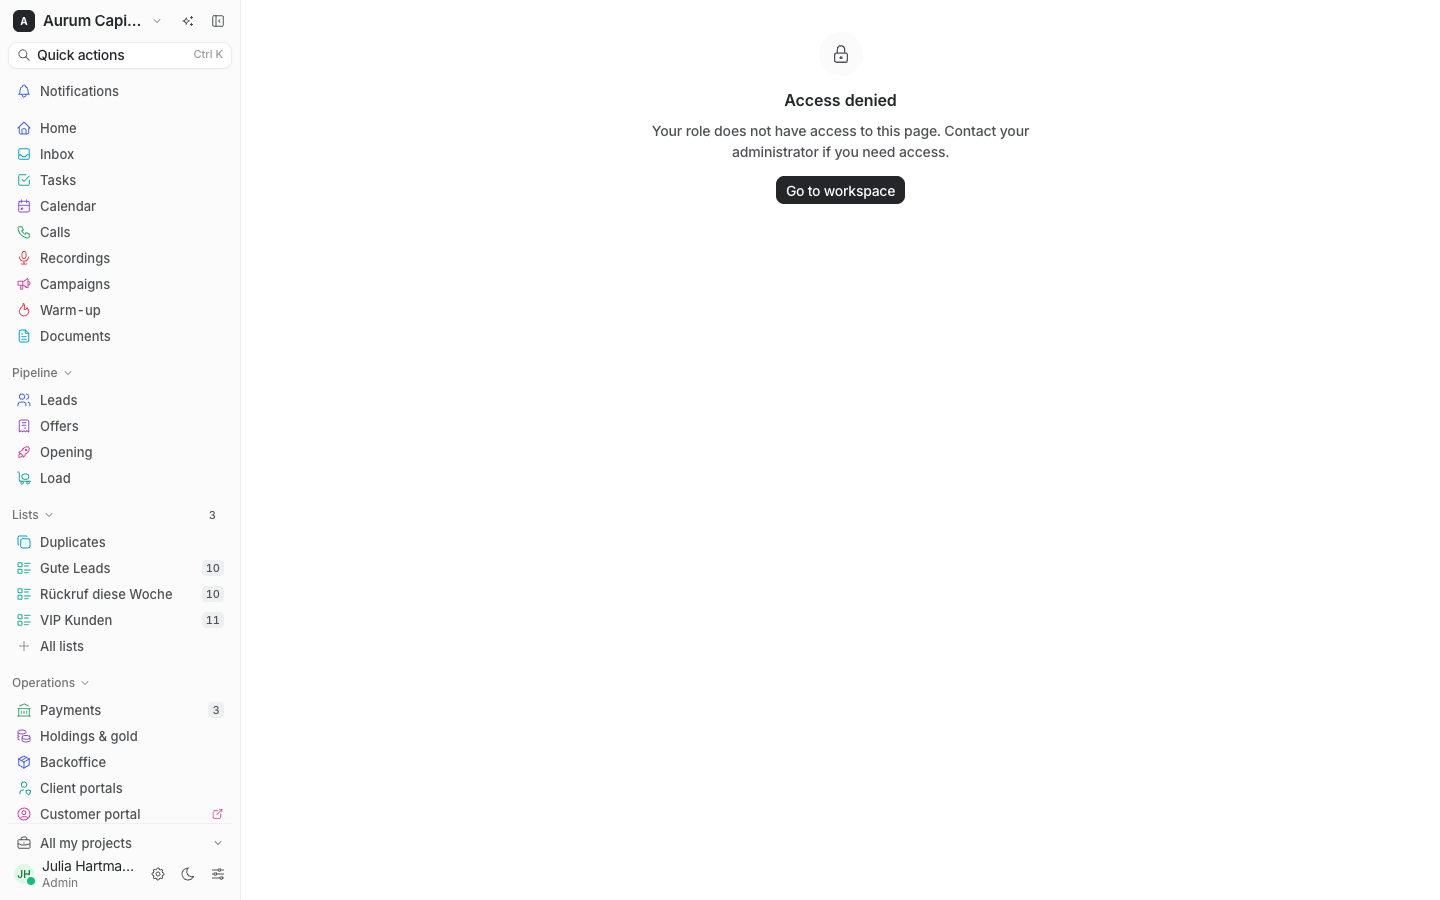 A Aurum Capi...
Quick actions Ctrl K
Notifications
Home
Inbox
Tasks
Calendar
Calls
Recordings
Campaigns
Warm-up
Documents
Pipeline
Leads
Offers
Opening
Load
Lists 3
Duplicates
Gute Leads 10
Rückruf diese Woche 10
VIP Kunden 11
All lists
Operations
Payments 3
Holdings & gold
Backoffice
Client portals
Customer portal
All my projects
JH Julia Hartma...
Admin
Access denied
Your role does not have access to this page. Contact your
administrator if you need access.
Go to workspace